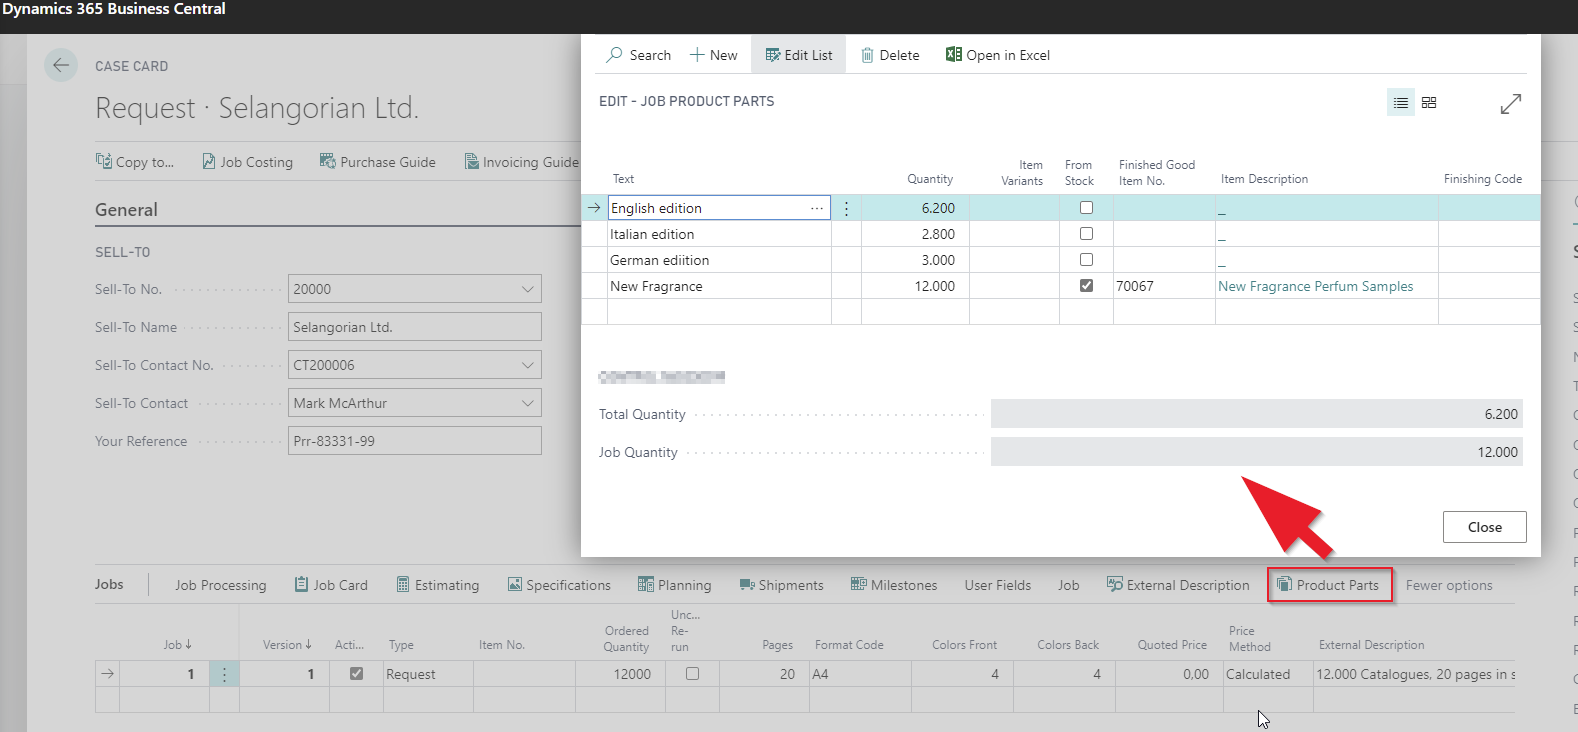 Dynamics 365 Business Central
CASE CARD
Request · Selangorian Ltd.
Copy to... Job Costing Purchase Guide Invoicing Guide
General
SELL-TO
Sell-To No. 20000
Sell-To Name Selangorian Ltd.
Sell-To Contact No. CT200006
Sell-To Contact Mark McArthur
Your Reference Prr-83331-99
Search New Edit List Delete Open in Excel
EDIT - JOB PRODUCT PARTS
Text Quantity Item Variants From Stock Finished Good Item No. Item Description Finishing Code
English edition ... 6.200 _
Italian edition 2.800 _
German ediition 3.000 _
New Fragrance 12.000 70067 New Fragrance Perfum Samples
Total Quantity 6.200
Job Quantity 12.000
Close
Jobs Job Processing Job Card Estimating Specifications Planning Shipments Milestones User Fields Job External Description Product Parts Fewer options
Job ↓ Version ↓ Acti... Type Item No. Ordered Quantity Unc... Re-run Pages Format Code Colors Front Colors Back Quoted Price Price Method External Description
1 1 Request 12000 20 A4 4 4 0,00 Calculated 12.000 Catalogues, 20 pages in s